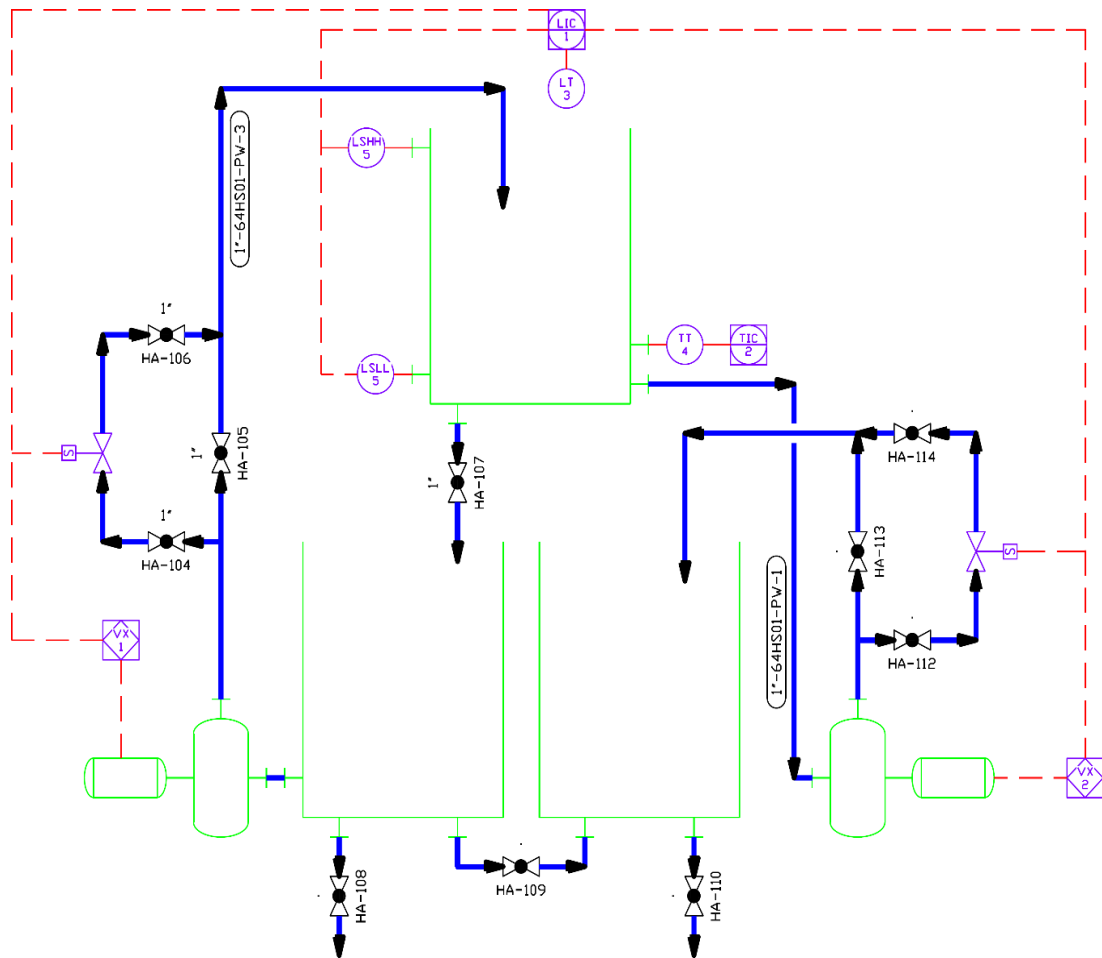 LIC
1
LT
3
LSHH
5
1"-64HS01-PW-3
1"
HA-106
TT
4
TIC
2
LSLL
5
S
1"
HA-105
1"
HA-107
HA-114
1"
HA-104
HA-113
S
1"-64HS01-PW-1
VX
1
HA-112
VX
2
HA-108
HA-109
HA-110